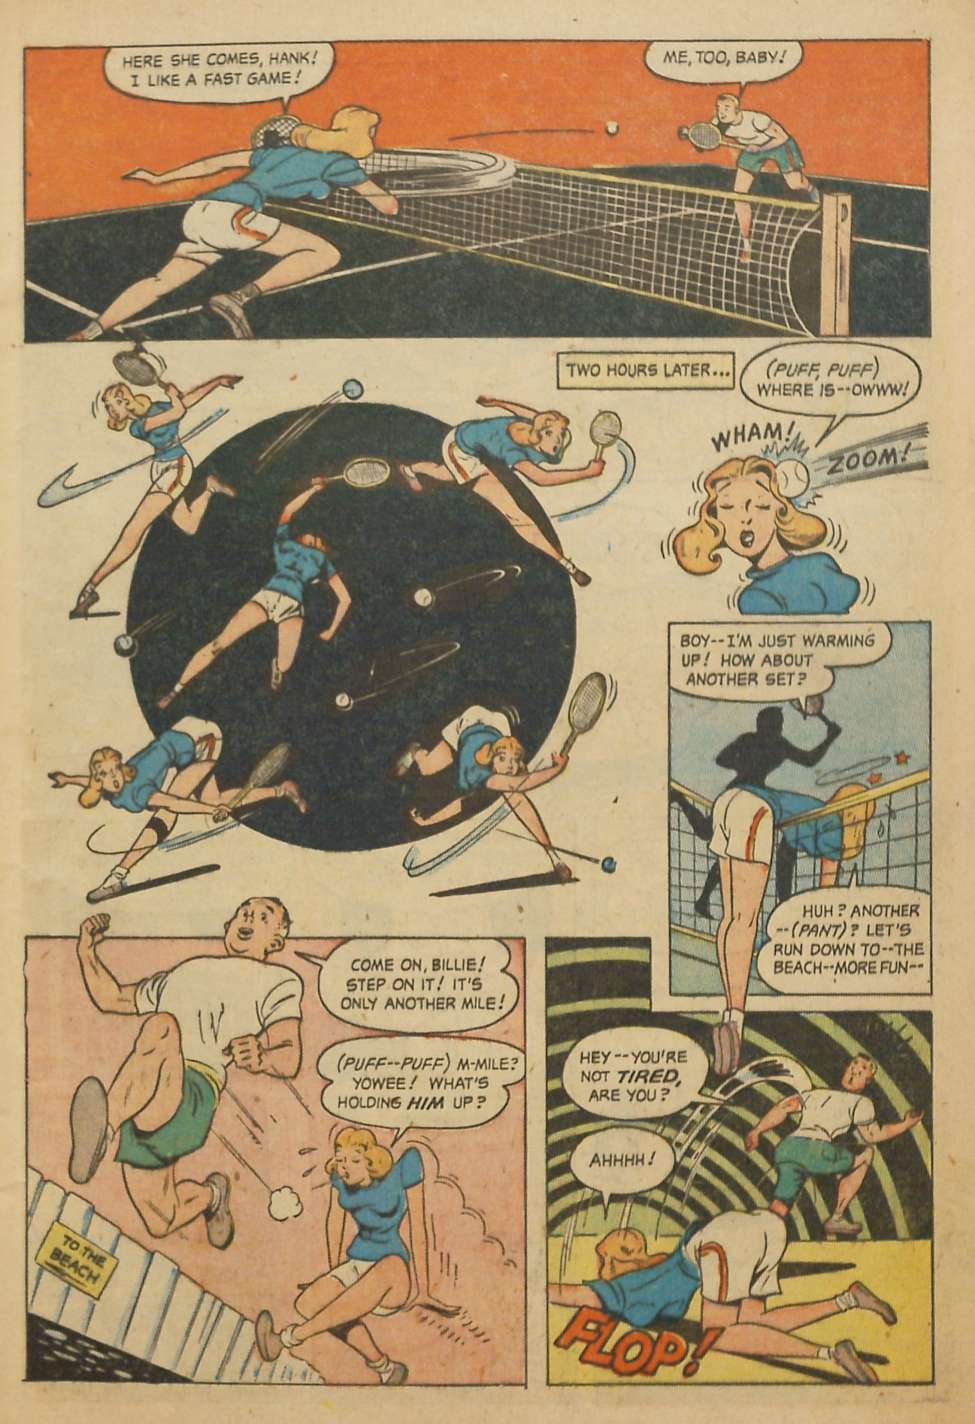 HERE SHE COMES, HANK!
I LIKE A FAST GAME!
ME, TOO, BABY!
TWO HOURS LATER...
(PUFF, PUFF)
WHERE IS--OWWW!
WHAM!
ZOOM!
BOY--I'M JUST WARMING
UP! HOW ABOUT
ANOTHER SET?
HUH? ANOTHER
--(PANT)? LET'S
RUN DOWN TO--THE
BEACH--MORE FUN--
COME ON, BILLIE!
STEP ON IT! IT'S
ONLY ANOTHER MILE!
(PUFF--PUFF) M-MILE?
YOWEE! WHAT'S
HOLDING HIM UP?
TO THE
BEACH
HEY--YOU'RE
NOT TIRED,
ARE YOU?
AHHHH!
FLOP!